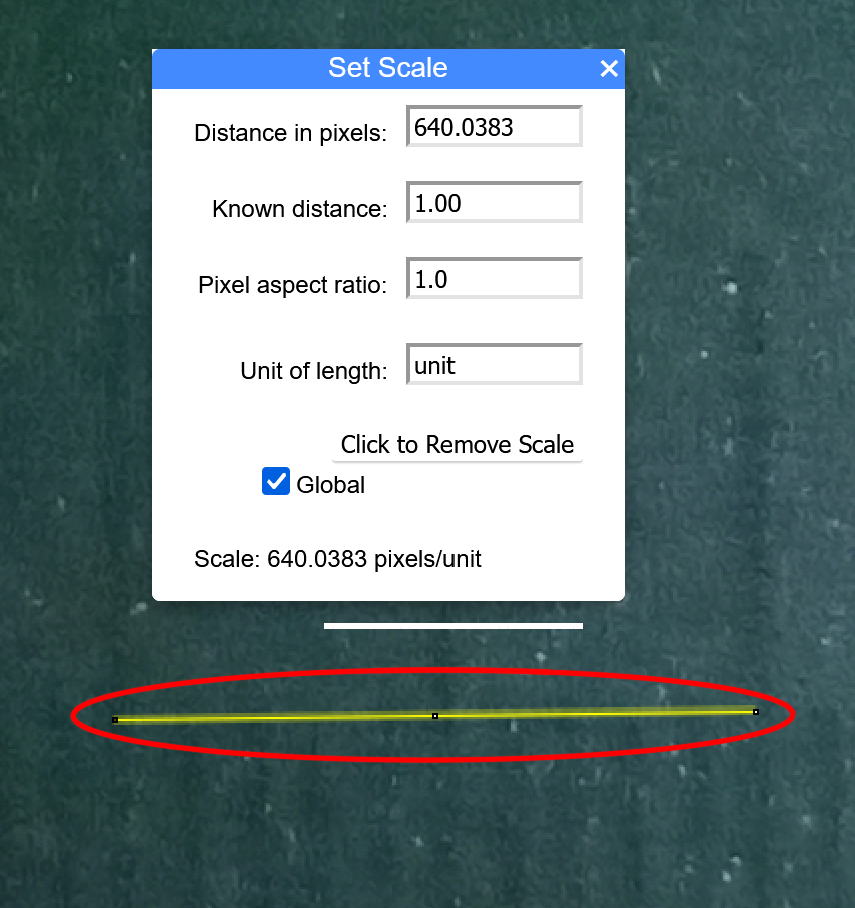 Set Scale
Distance in pixels: 640.0383
Known distance: 1.00
Pixel aspect ratio: 1.0
Unit of length: unit
Click to Remove Scale
Global
Scale: 640.0383 pixels/unit